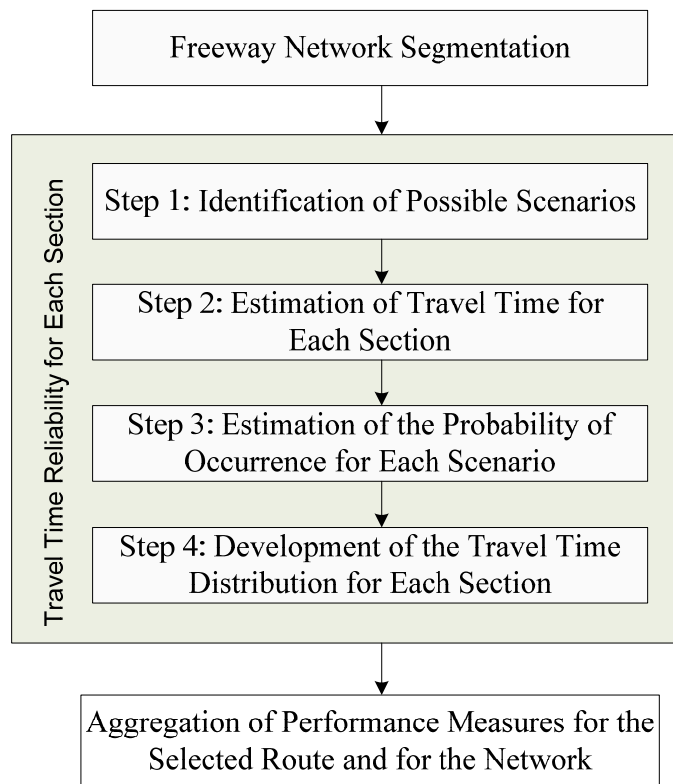 Freeway Network Segmentation
Travel Time Reliability for Each Section
Step 1: Identification of Possible Scenarios
Step 2: Estimation of Travel Time for
Each Section
Step 3: Estimation of the Probability of
Occurrence for Each Scenario
Step 4: Development of the Travel Time
Distribution for Each Section
Aggregation of Performance Measures for the
Selected Route and for the Network